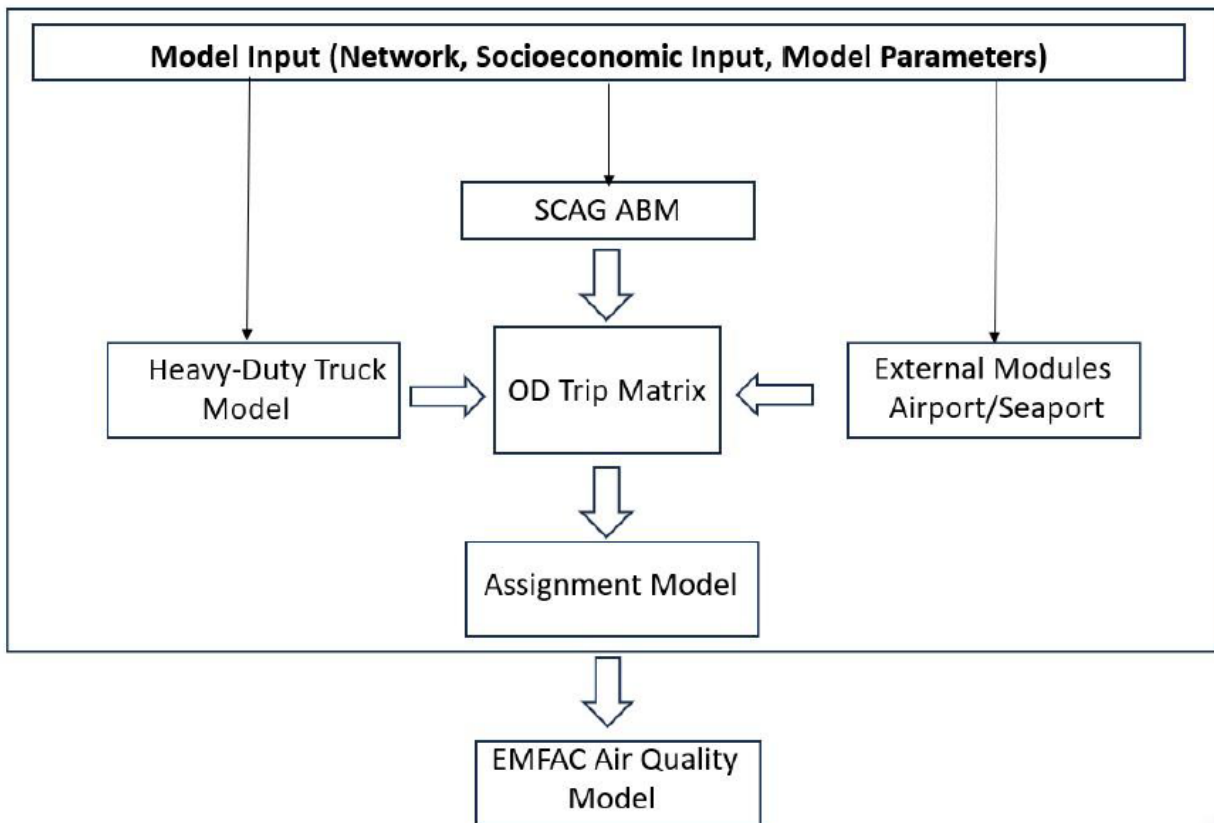 Model Input (Network, Socioeconomic Input, Model Parameters)
SCAG ABM
Heavy-Duty Truck
Model
OD Trip Matrix
External Modules
Airport/Seaport
Assignment Model
EMFAC Air Quality
Model